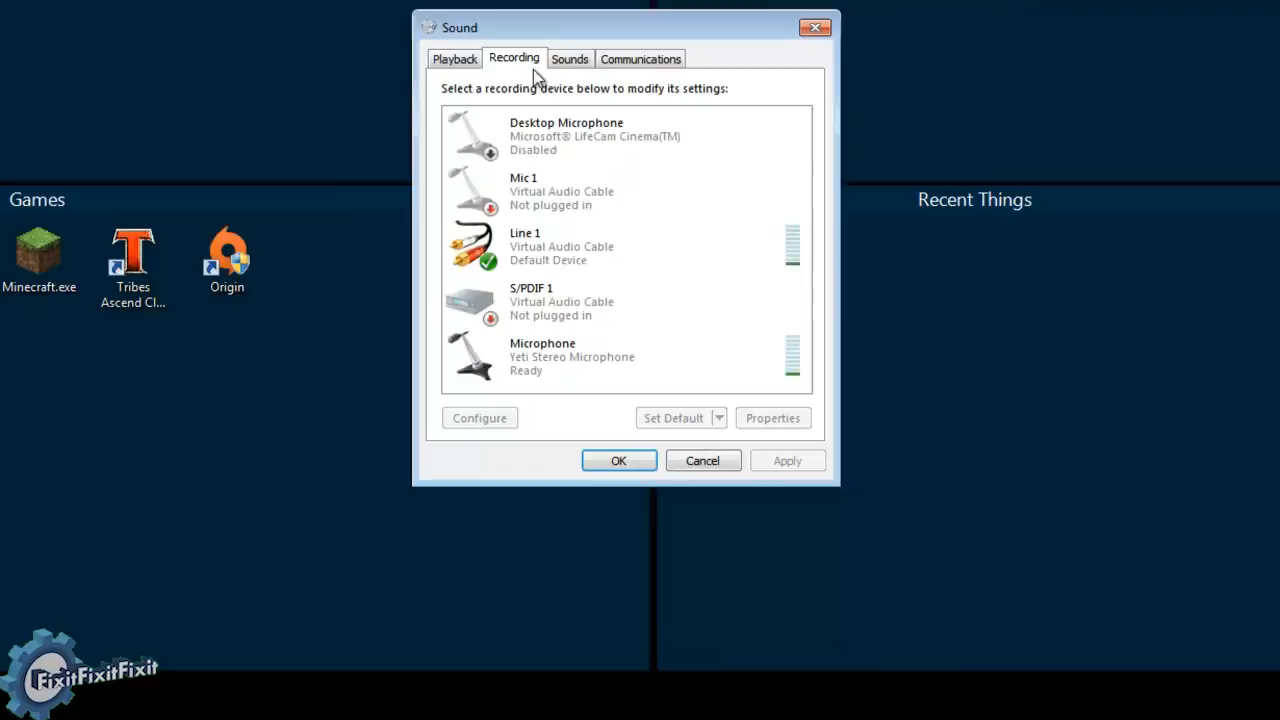 Sound
Playback
Recording
Sounds
Communications
Select a recording device below to modify its settings:
Desktop Microphone
Microsoft® LifeCam Cinema(TM)
Disabled
Mic 1
Virtual Audio Cable
Not plugged in
Line 1
Virtual Audio Cable
Default Device
S/PDIF 1
Virtual Audio Cable
Not plugged in
Microphone
Yeti Stereo Microphone
Ready
Configure
Set Default
Properties
OK
Cancel
Apply
Games
Minecraft.exe
Tribes
Ascend Cl...
Origin
Recent Things
FixitFixitFixit